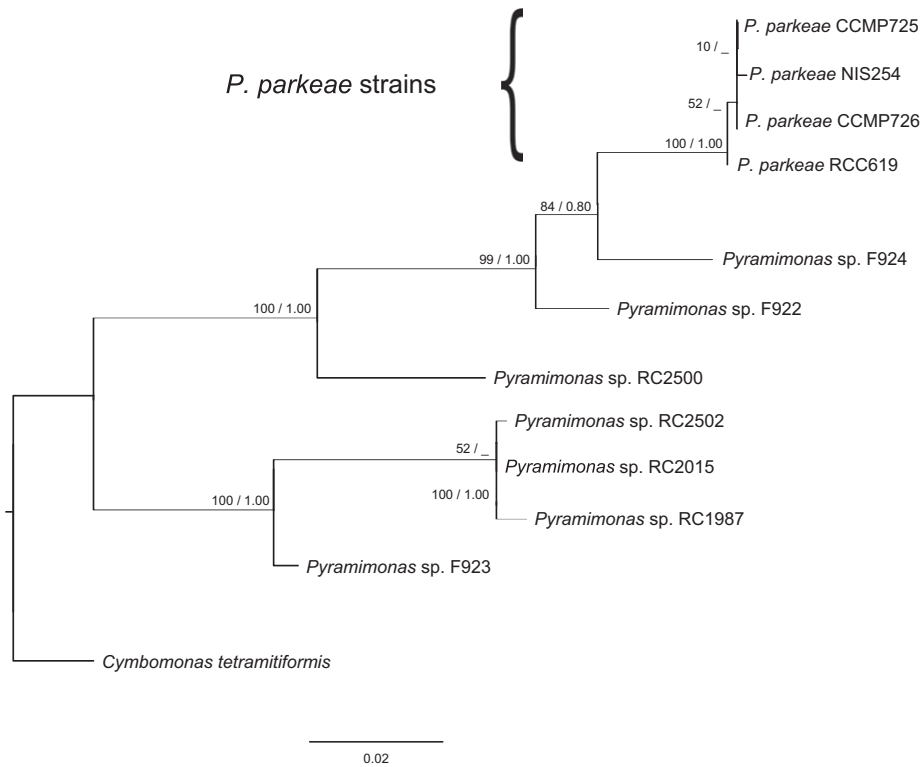 P. parkeae CCMP725
10 / _
P. parkeae NIS254
P. parkeae strains
52 / _
P. parkeae CCMP726
100 / 1.00
P. parkeae RCC619
84 / 0.80
Pyramimonas sp. F924
99 / 1.00
Pyramimonas sp. F922
100 / 1.00
Pyramimonas sp. RC2500
Pyramimonas sp. RC2502
52 / _
Pyramimonas sp. RC2015
100 / 1.00
100 / 1.00
Pyramimonas sp. RC1987
Pyramimonas sp. F923
Cymbomonas tetramitiformis
0.02